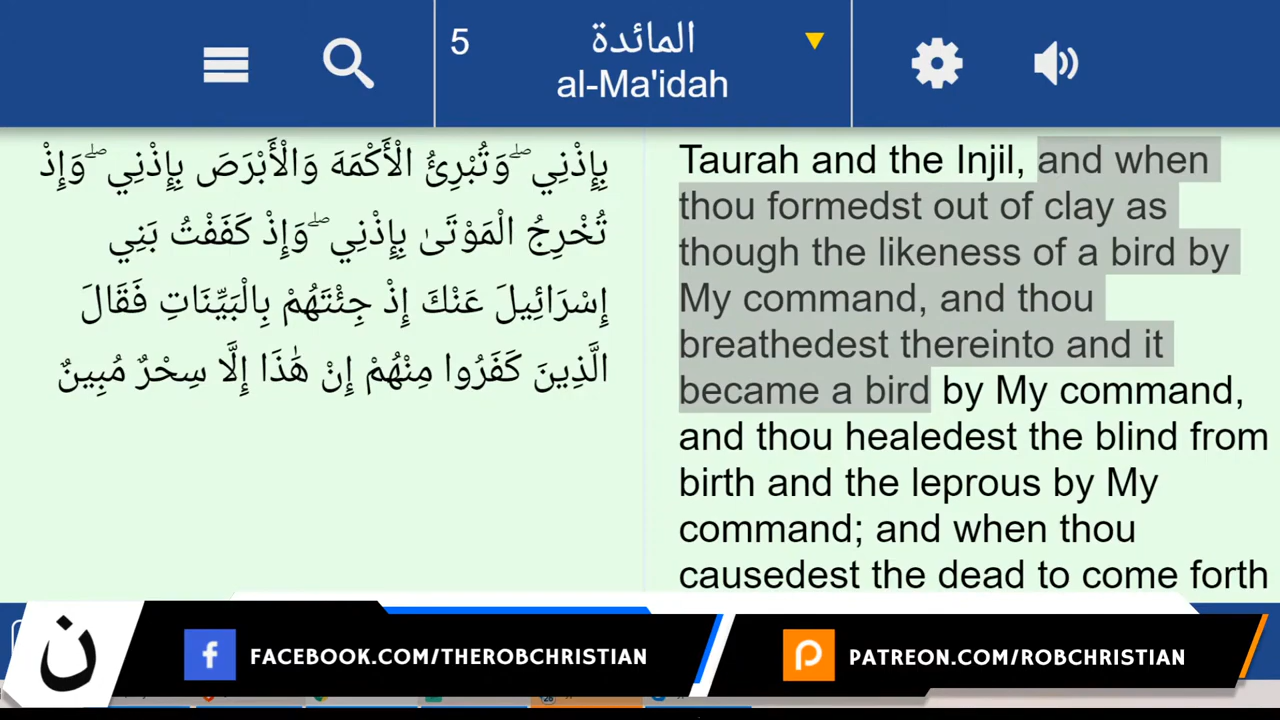 5
المائدة
al-Ma'idah
بِإِذْنِي ۖ وَتُبْرِئُ الْأَكْمَهَ وَالْأَبْرَصَ بِإِذْنِي ۖ وَإِذْ
تُخْرِجُ الْمَوْتَىٰ بِإِذْنِي ۖ وَإِذْ كَفَفْتُ بَنِي
إِسْرَائِيلَ عَنْكَ إِذْ جِئْتَهُمْ بِالْبَيِّنَاتِ فَقَالَ
الَّذِينَ كَفَرُوا مِنْهُمْ إِنْ هَٰذَا إِلَّا سِحْرٌ مُبِينٌ
Taurah and the Injil, and when
thou formedst out of clay as
though the likeness of a bird by
My command, and thou
breathedest thereinto and it
became a bird by My command,
and thou healedest the blind from
birth and the leprous by My
command; and when thou
causedest the dead to come forth
ن
FACEBOOK.COM/THEROBCHRISTIAN
PATREON.COM/ROBCHRISTIAN